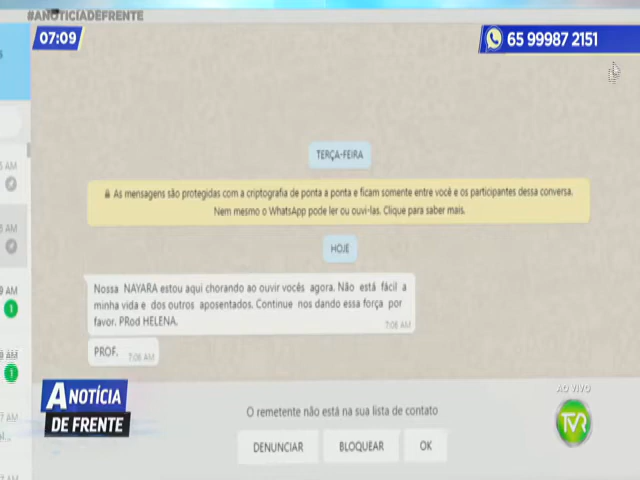 #ANOTICIADEFRENTE
07:09
65 99987 2151
TERÇA-FEIRA
As mensagens são protegidas com a criptografia de ponta a ponta e ficam somente entre você e os participantes dessa conversa.
Nem mesmo o WhatsApp pode ler ou ouvi-las. Clique para saber mais.
HOJE
Nossa NAYARA estou aqui chorando ao ouvir vocês agora. Não está fácil a
minha vida e dos outros aposentados. Continue nos dando essa força por
favor. PRod HELENA.
7:08 AM
PROF.
7:08 AM
A NOTÍCIA
DE FRENTE
O remetente não está na sua lista de contato
DENUNCIAR
BLOQUEAR
OK
AO VIVO
TVR